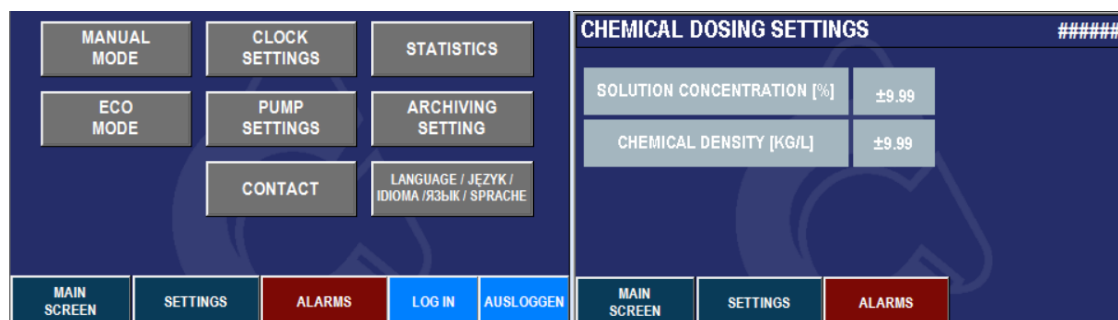 MANUAL
MODE
CLOCK
SETTINGS
STATISTICS
ECO
MODE
PUMP
SETTINGS
ARCHIVING
SETTING
CONTACT
LANGUAGE / JĘZYK /
IDIOMA /ЯЗЫК / SPRACHE
MAIN
SCREEN
SETTINGS
ALARMS
LOG IN
AUSLOGGEN
CHEMICAL DOSING SETTINGS
######
SOLUTION CONCENTRATION [%]
±9.99
CHEMICAL DENSITY [KG/L]
±9.99
MAIN
SCREEN
SETTINGS
ALARMS